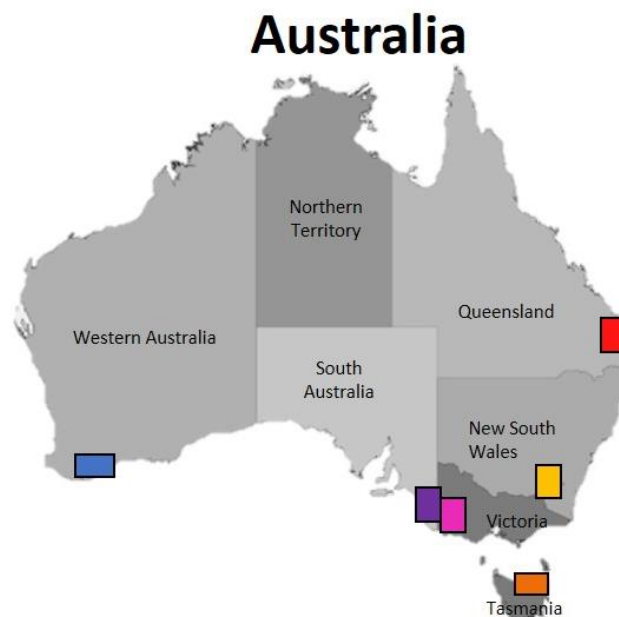 Australia
Northern
Territory
Queensland
Western Australia
South
Australia
New South
Wales
Victoria
Tasmania